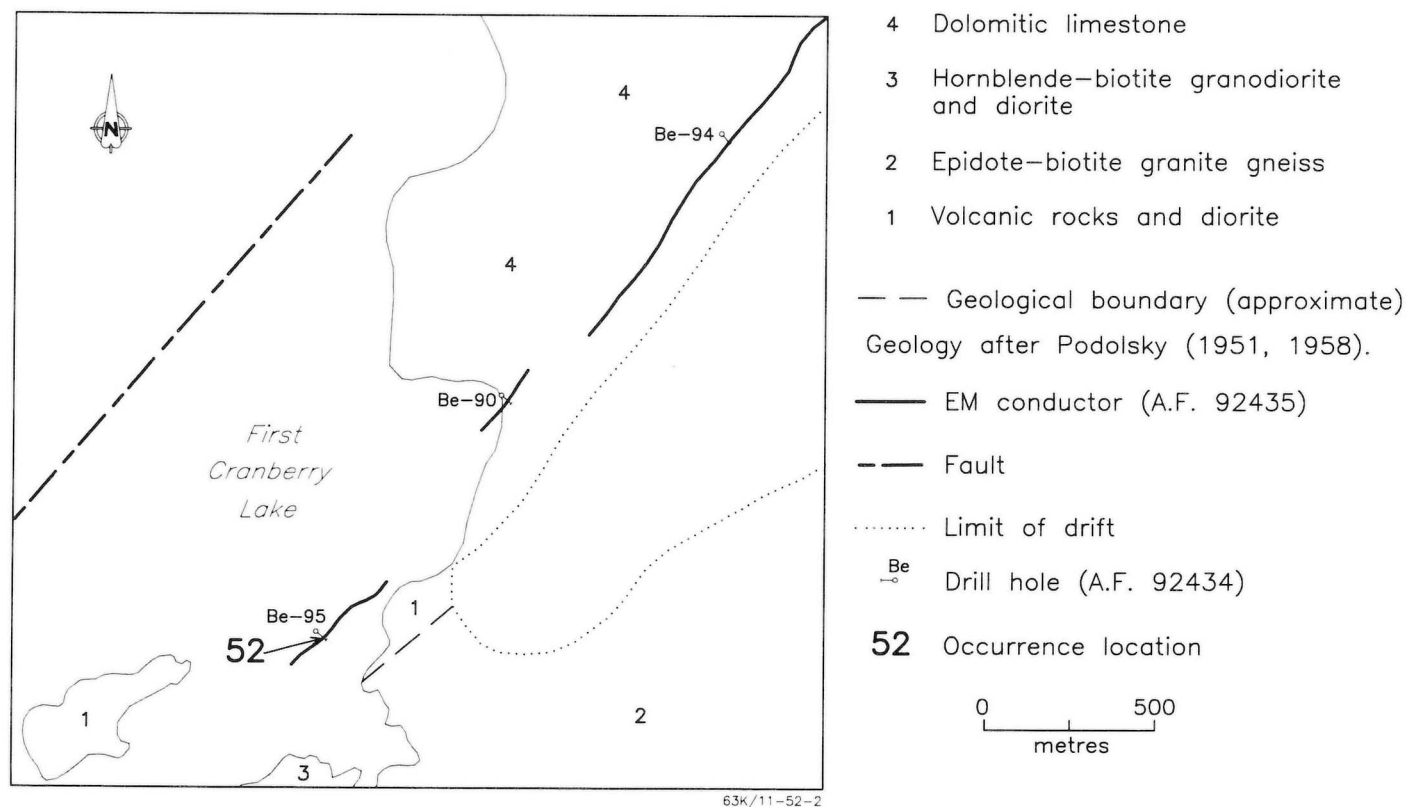 4
N
Be-94
4
Be-90
First
Cranberry
Lake
Be-95
1
52
1
2
3
63K/11-52-2
4 Dolomitic limestone
3 Hornblende-biotite granodiorite
and diorite
2 Epidote-biotite granite gneiss
1 Volcanic rocks and diorite
Geological boundary (approximate)
Geology after Podolsky (1951, 1958).
EM conductor (A.F. 92435)
Fault
Limit of drift
Be
Drill hole (A.F. 92434)
52 Occurrence location
0 500
metres